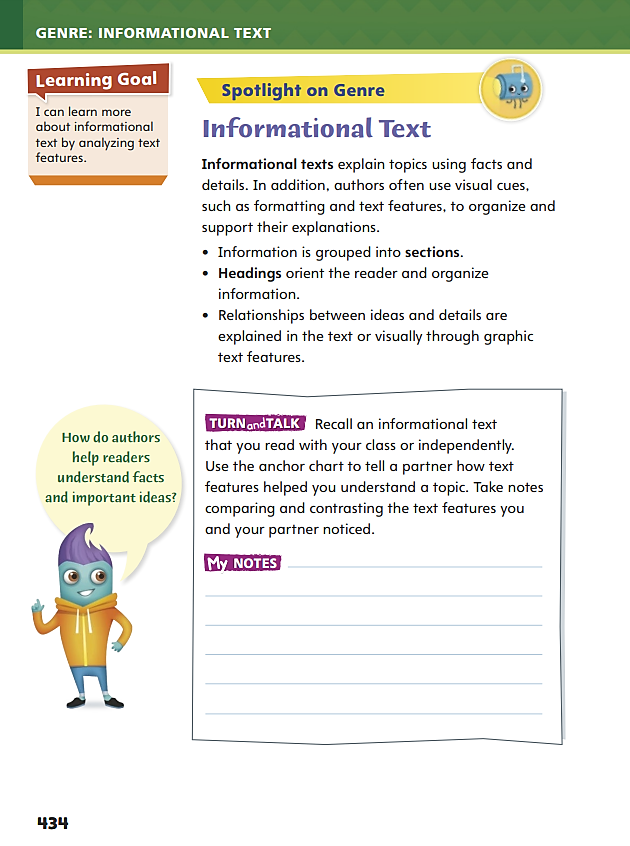 GENRE: INFORMATIONAL TEXT
Learning Goal
I can learn more
about informational
text by analyzing text
features.
Spotlight on Genre
Informational Text
Informational texts explain topics using facts and
details. In addition, authors often use visual cues,
such as formatting and text features, to organize and
support their explanations.
• Information is grouped into sections.
• Headings orient the reader and organize
information.
• Relationships between ideas and details are
explained in the text or visually through graphic
text features.
How do authors
help readers
understand facts
and important ideas?
TURN and TALK Recall an informational text
that you read with your class or independently.
Use the anchor chart to tell a partner how text
features helped you understand a topic. Take notes
comparing and contrasting the text features you
and your partner noticed.
My NOTES
434